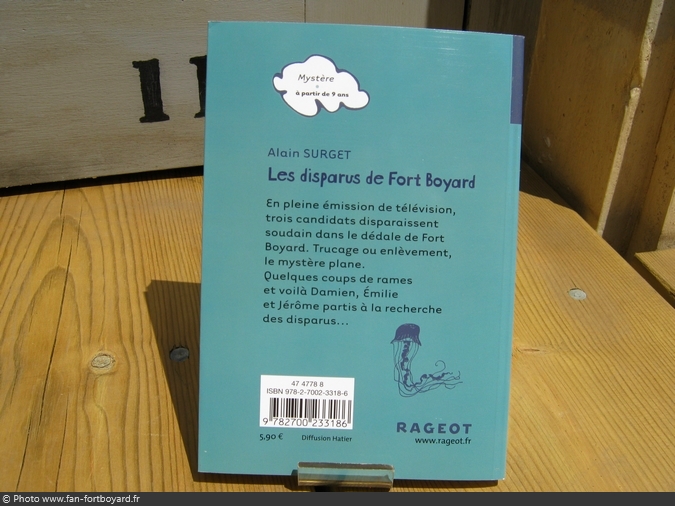 Mystère
à partir de 9 ans
Alain SURGET
Les disparus de Fort Boyard
En pleine émission de télévision,
trois candidats disparaissent
soudain dans le dédale de Fort
Boyard. Trucage ou enlèvement,
le mystère plane.
Quelques coups de rames
et voilà Damien, Émilie
et Jérôme partis à la recherche
des disparus...
47 4778 8
ISBN 978-2-7002-3318-6
9 782700 233186
5,90 €
Diffusion Hatier
RAGEOT
www.rageot.fr
© Photo www.fan-fortboyard.fr